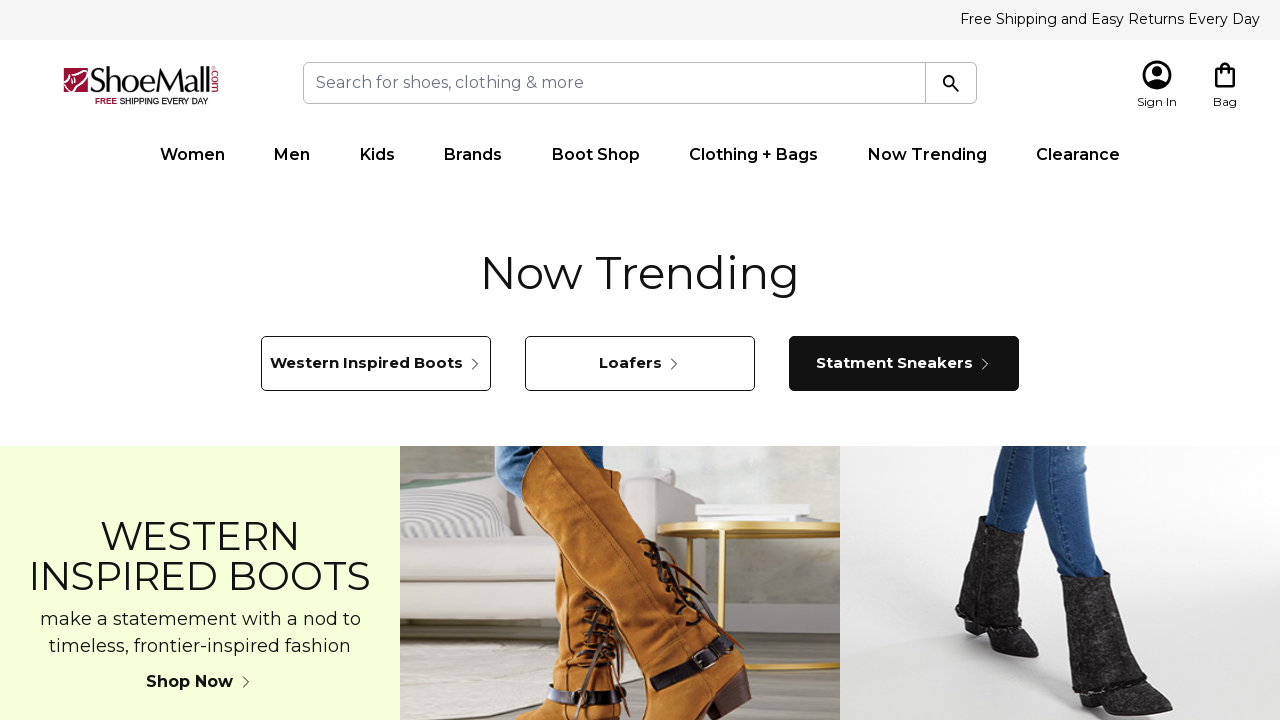 Free Shipping and Easy Returns Every Day
ShoeMall.com
FREE SHIPPING EVERY DAY
Search for shoes, clothing & more
Sign In
Bag
Women Men Kids Brands Boot Shop Clothing + Bags Now Trending Clearance
Now Trending
Western Inspired Boots
Loafers
Statment Sneakers
WESTERN
INSPIRED BOOTS
make a statemement with a nod to
timeless, frontier-inspired fashion
Shop Now